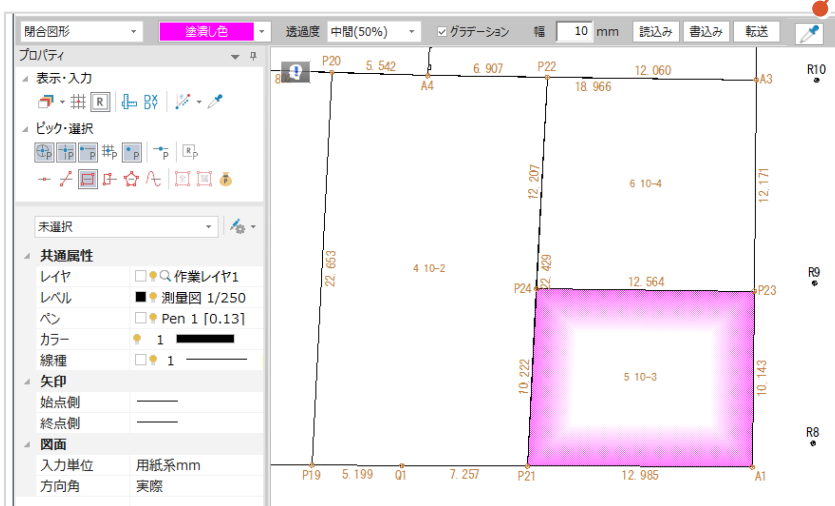 閉合図形 塗潰し色 透過度 中間(50%) グラデーション 幅 10 mm 読込み 書込み 転送
プロパティ
表示・入力
R
ピック・選択
P P P P P P R P
未選択
共通属性
レイヤ 作業レイヤ1
レベル 測量図 1/250
ペン Pen 1 [0.13]
カラー 1
線種 1
矢印
始点側
終点側
図面
入力単位 用紙系mm
方向角 実際
P20 5.542 6.907 P22 12.060 R10
8 A4 18.966 A3
12.207 6 10-4 12.171
22.653 4 10-2 22.429 12.564 R9
P24 P23
10.222 5 10-3 10.143
R8
P19 5.199 Q1 7.257 P21 12.985 A1